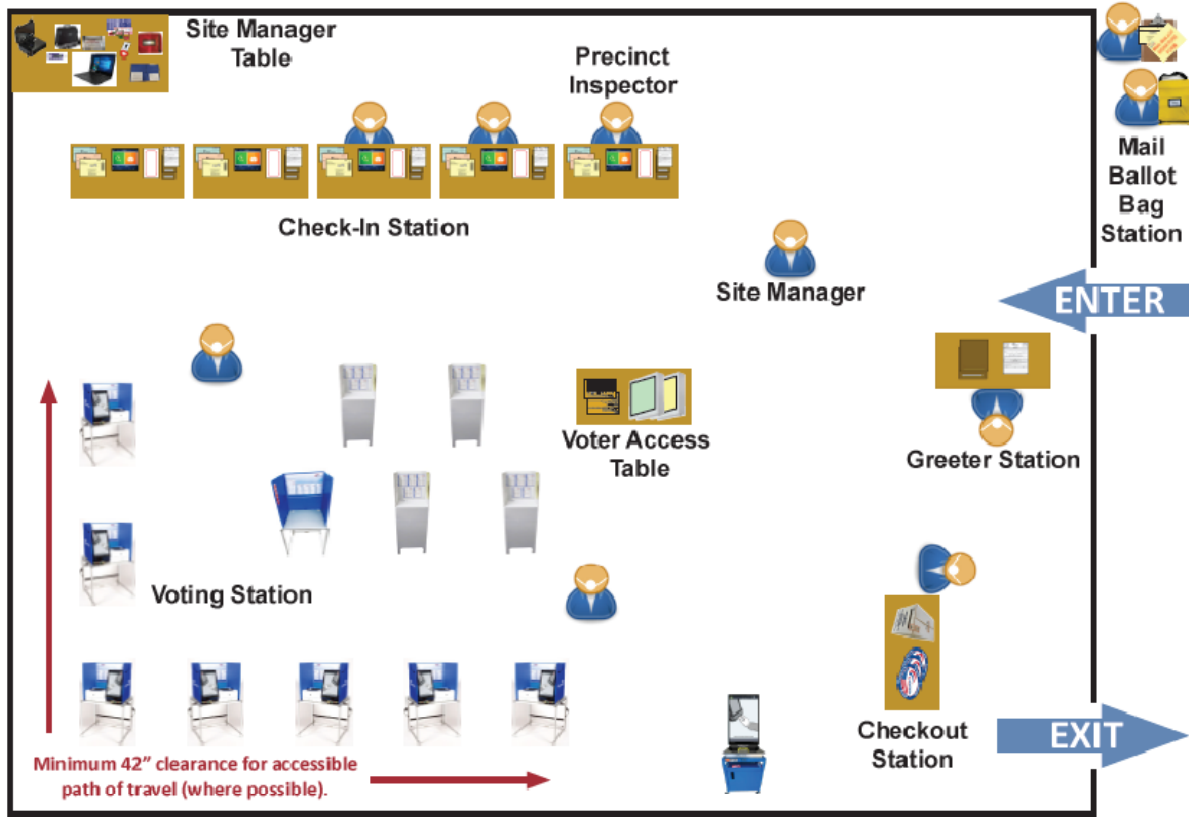 Site Manager
Table
Precinct
Inspector
Mail
Ballot
Bag
Station
Check-In Station
Site Manager
ENTER
Voter Access
Table
Greeter Station
Voting Station
Checkout
Station
EXIT
Minimum 42” clearance for accessible
path of travel (where possible).